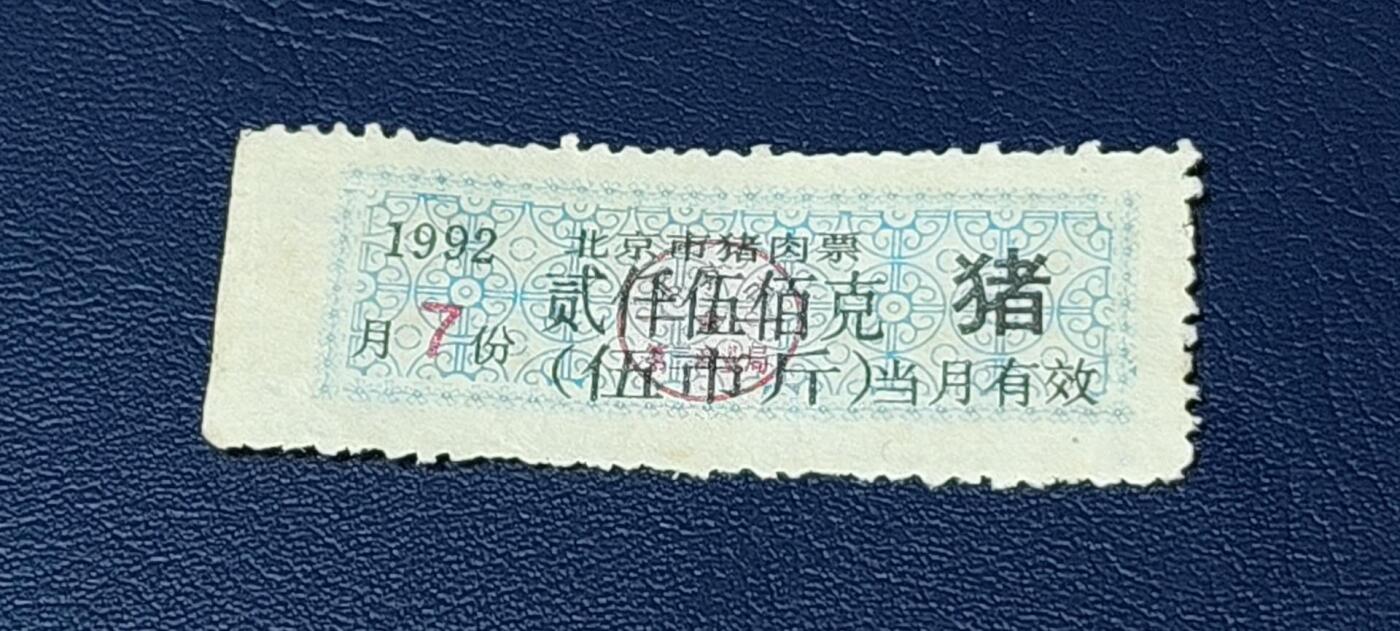 1992
月7份
北京市猪肉票
贰仟伍佰克
(伍市斤)当月有效
猪